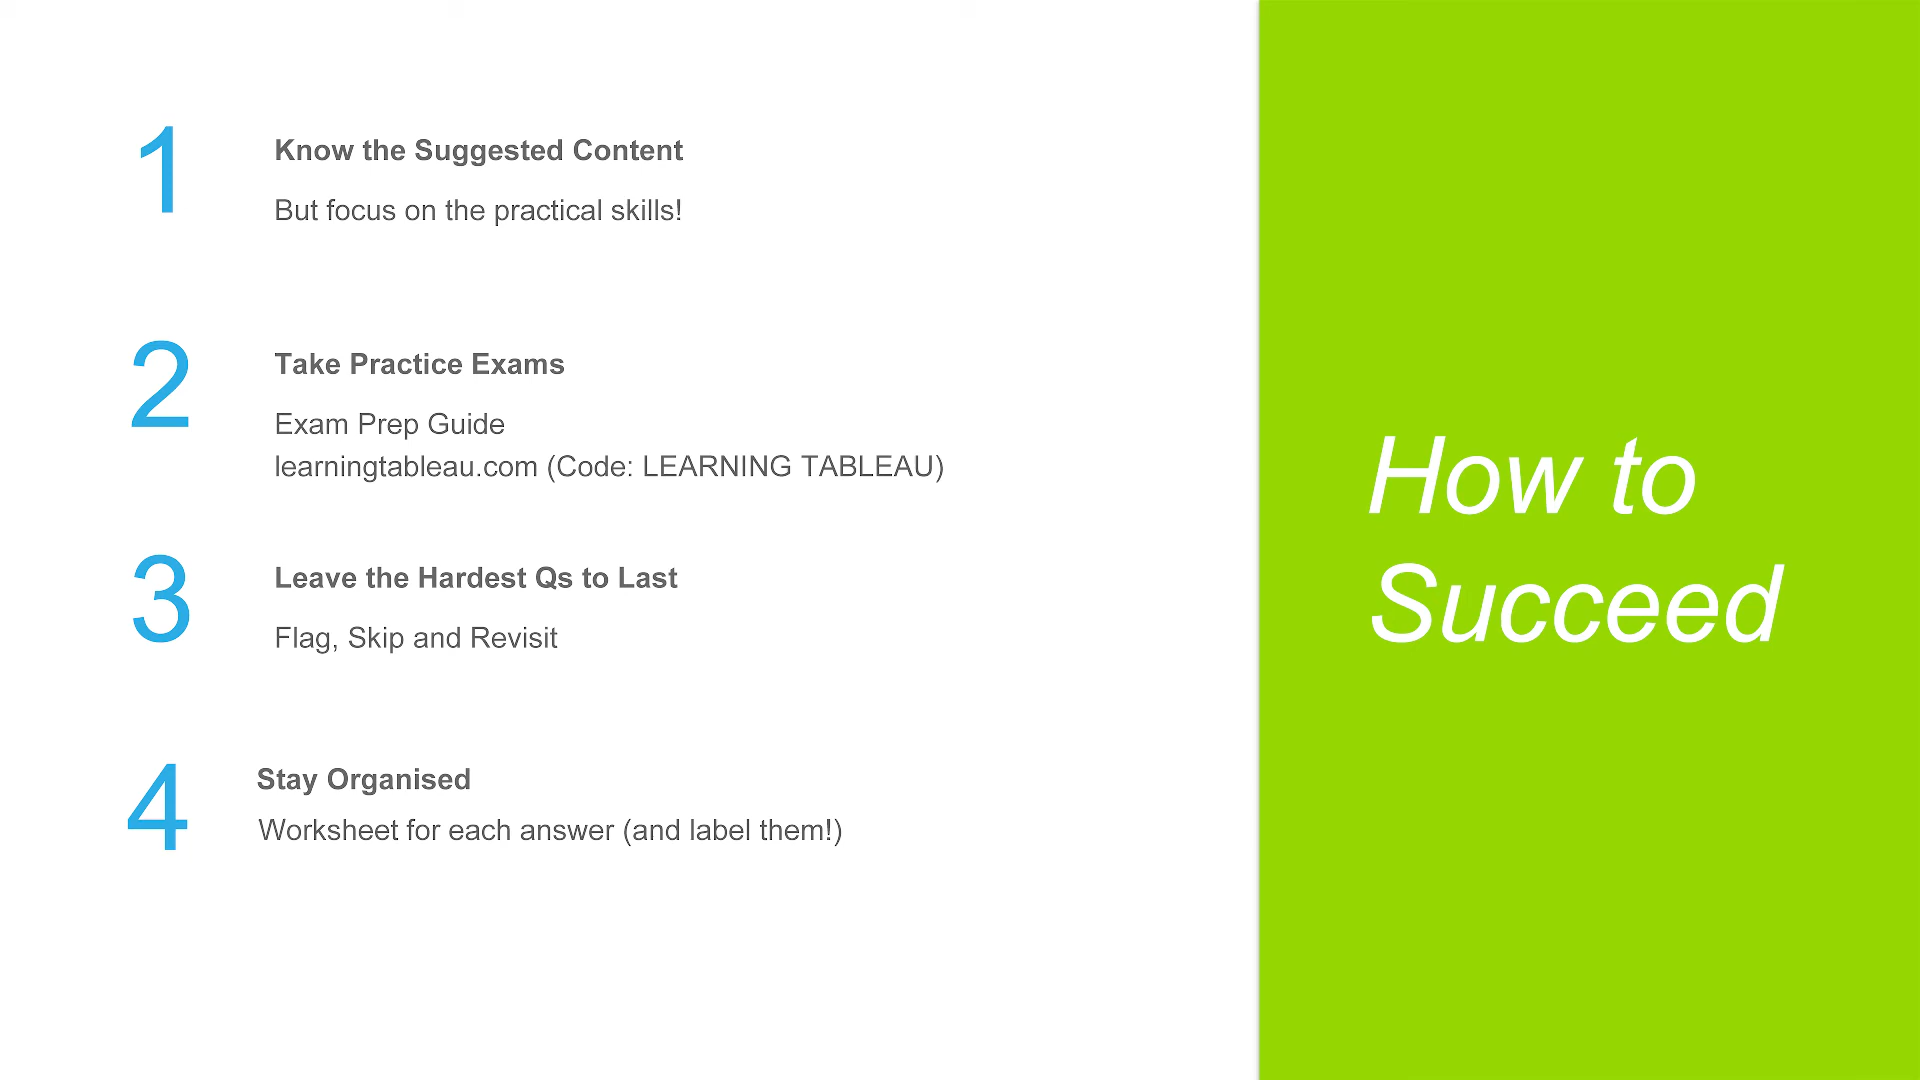 1
Know the Suggested Content
But focus on the practical skills!
2
Take Practice Exams
Exam Prep Guide
learningtableau.com (Code: LEARNING TABLEAU)
3
Leave the Hardest Qs to Last
Flag, Skip and Revisit
4
Stay Organised
Worksheet for each answer (and label them!)
How to
Succeed